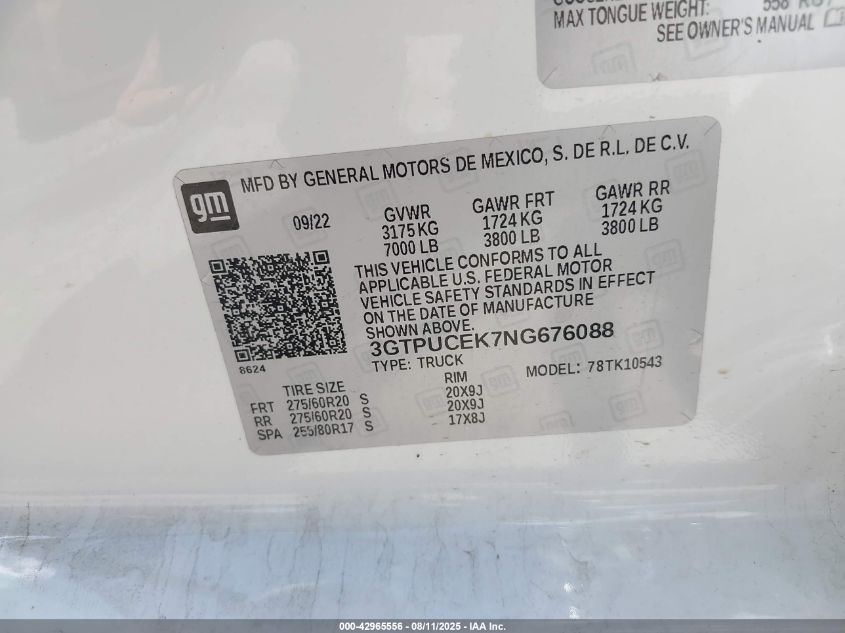 MAX TONGUE WEIGHT: 558
SEE OWNER'S MANUAL
gm
MFD BY GENERAL MOTORS DE MEXICO, S. DE R.L. DE C.V.
09/22
GVWR GAWR FRT GAWR RR
3175 KG 1724 KG 1724 KG
7000 LB 3800 LB 3800 LB
THIS VEHICLE CONFORMS TO ALL
APPLICABLE U.S. FEDERAL MOTOR
VEHICLE SAFETY STANDARDS IN EFFECT
ON THE DATE OF MANUFACTURE
SHOWN ABOVE.
3GTPUCEK7NG676088
8624
TYPE: TRUCK MODEL: 78TK10543
TIRE SIZE RIM
FRT 275/60R20 S 20X9J
RR 275/60R20 S 20X9J
SPA 255/80R17 S 17X8J
000-42965556 - 08/11/2025 - IAA Inc.